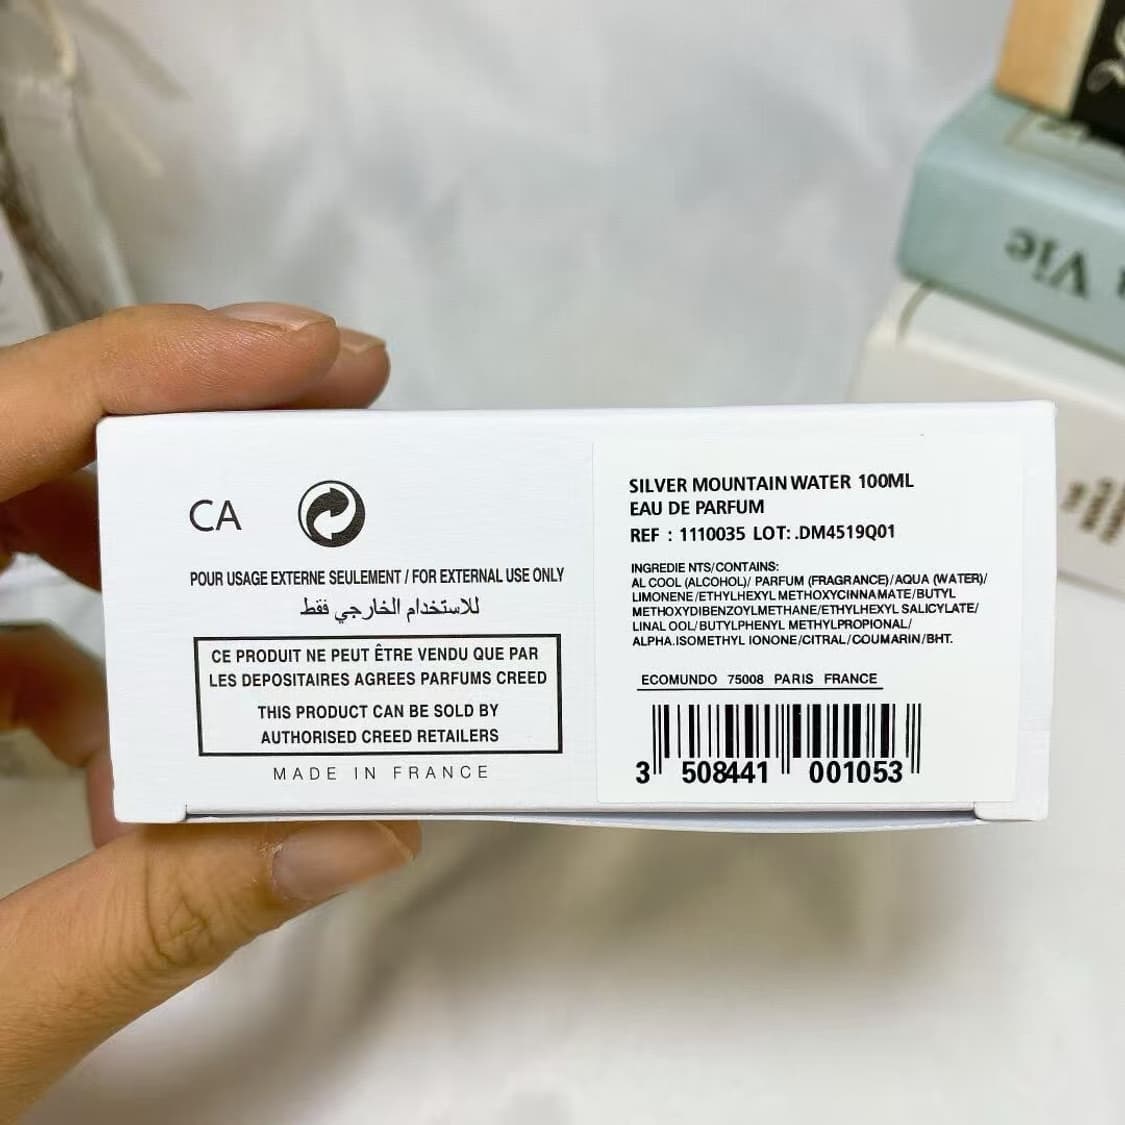 Vie
CA
POUR USAGE EXTERNE SEULEMENT / FOR EXTERNAL USE ONLY
للاستخدام الخارجي فقط
CE PRODUIT NE PEUT ÊTRE VENDU QUE PAR
LES DEPOSITAIRES AGREES PARFUMS CREED
THIS PRODUCT CAN BE SOLD BY
AUTHORISED CREED RETAILERS
MADE IN FRANCE
SILVER MOUNTAIN WATER 100ML
EAU DE PARFUM
REF : 1110035 LOT: .DM4519Q01
INGREDIE NTS/CONTAINS:
AL COOL (ALCOHOL)/ PARFUM (FRAGRANCE)/AQUA (WATER)/
LIMONENE/ETHYLHEXYL METHOXYCINNAMATE/BUTYL
METHOXYDIBENZOYLMETHANE/ETHYLHEXYL SALICYLATE/
LINAL OOL/BUTYLPHENYL METHYLPROPIONAL/
ALPHA.ISOMETHYL IONONE/CITRAL/COUMARIN/BHT.
ECOMUNDO 75008 PARIS FRANCE
3 508441 001053